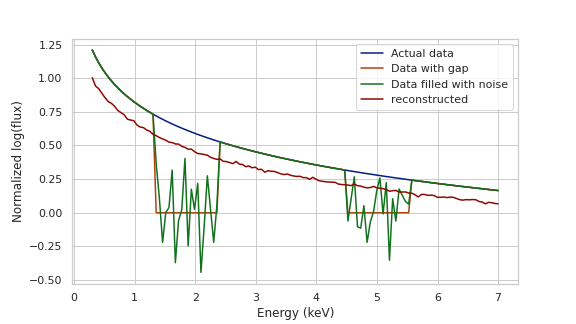 1.25
1.00
0.75
0.50
0.25
0.00
−0.25
−0.50
Normalized log(flux)
Actual data
Data with gap
Data filled with noise
reconstructed
0 1 2 3 4 5 6 7
Energy (keV)